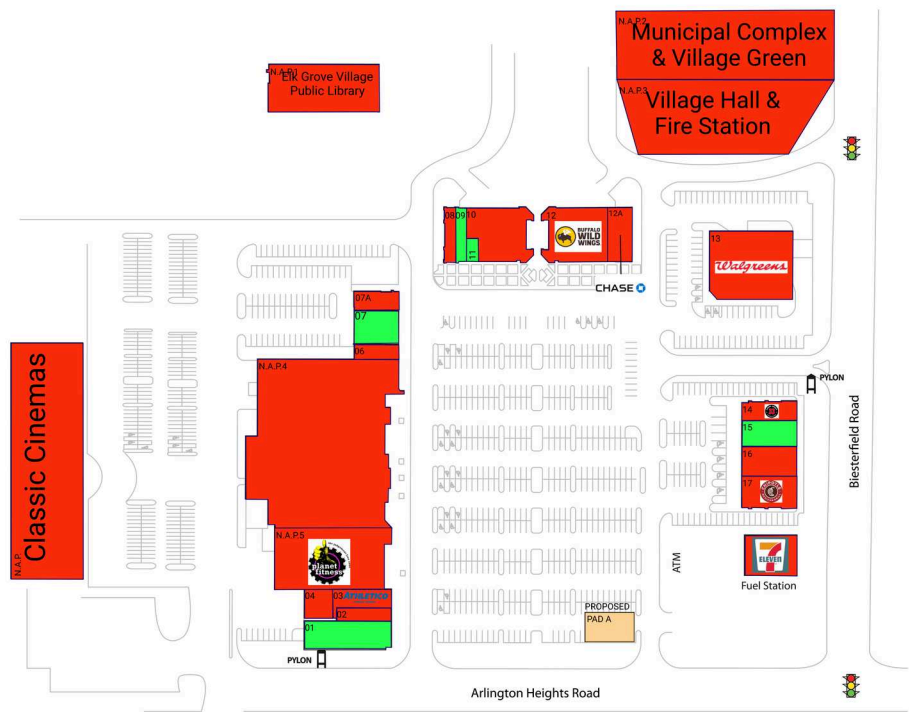 N.A.P.2
Municipal Complex
& Village Green
N.A.P.1
Elk Grove Village
Public Library
N.A.P.3
Village Hall &
Fire Station
08
09
10
11
12
BUFFALO
WILD
WINGS
12A
CHASE
13
Walgreens
07A
07
06
N.A.P.4
Classic Cinemas
N.A.P.
PYLON
14
15
16
17
Biesterfield Road
N.A.P.5
planet
fitness
04
03
ATHLETICO
02
01
PYLON
ATM
7
ELEVEN
Fuel Station
PROPOSED
PAD A
Arlington Heights Road